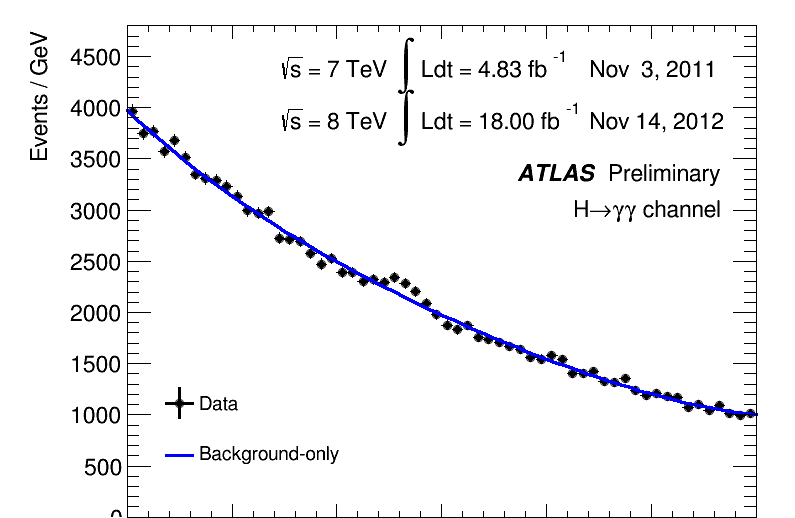 Events / GeV
4500
4000
3500
3000
2500
2000
1500
1000
500
0
√s = 7 TeV ∫ Ldt = 4.83 fb⁻¹ Nov 3, 2011
√s = 8 TeV ∫ Ldt = 18.00 fb⁻¹ Nov 14, 2012
ATLAS Preliminary
H→γγ channel
Data
Background-only